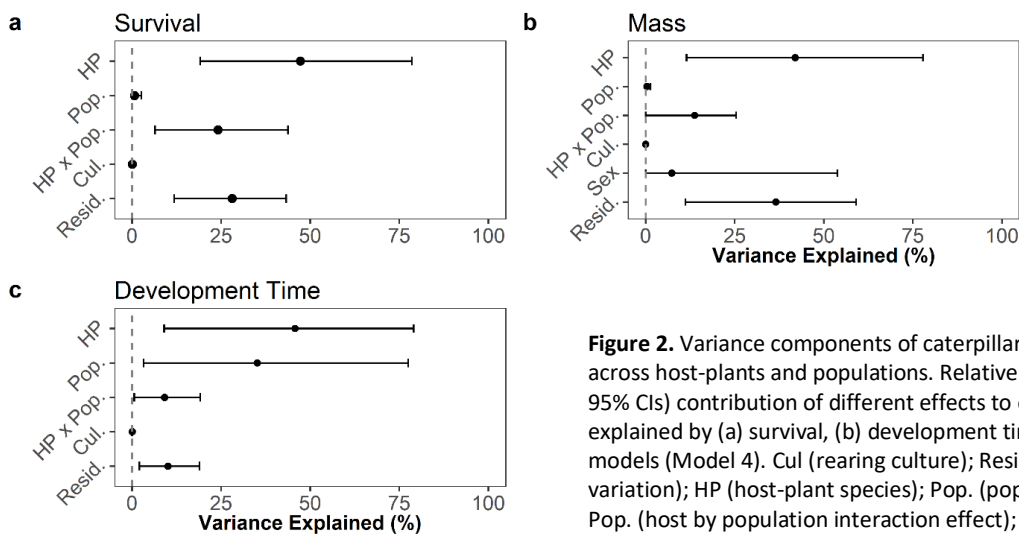 a
Survival
HP
Pop.
HP x Pop.
Cul.
Resid.
0 25 50 75 100
b
Mass
HP
Pop.
HP x Pop.
Cul.
Sex
Resid.
0 25 50 75 100
Variance Explained (%)
c
Development Time
HP
Pop.
HP x Pop.
Cul.
Resid.
0 25 50 75 100
Variance Explained (%)
Figure 2. Variance components of caterpillar
across host-plants and populations. Relative
95% CIs) contribution of different effects to
explained by (a) survival, (b) development
models (Model 4). Cul (rearing culture);
variation); HP (host-plant species); Pop.
Pop. (host by population interaction effect);